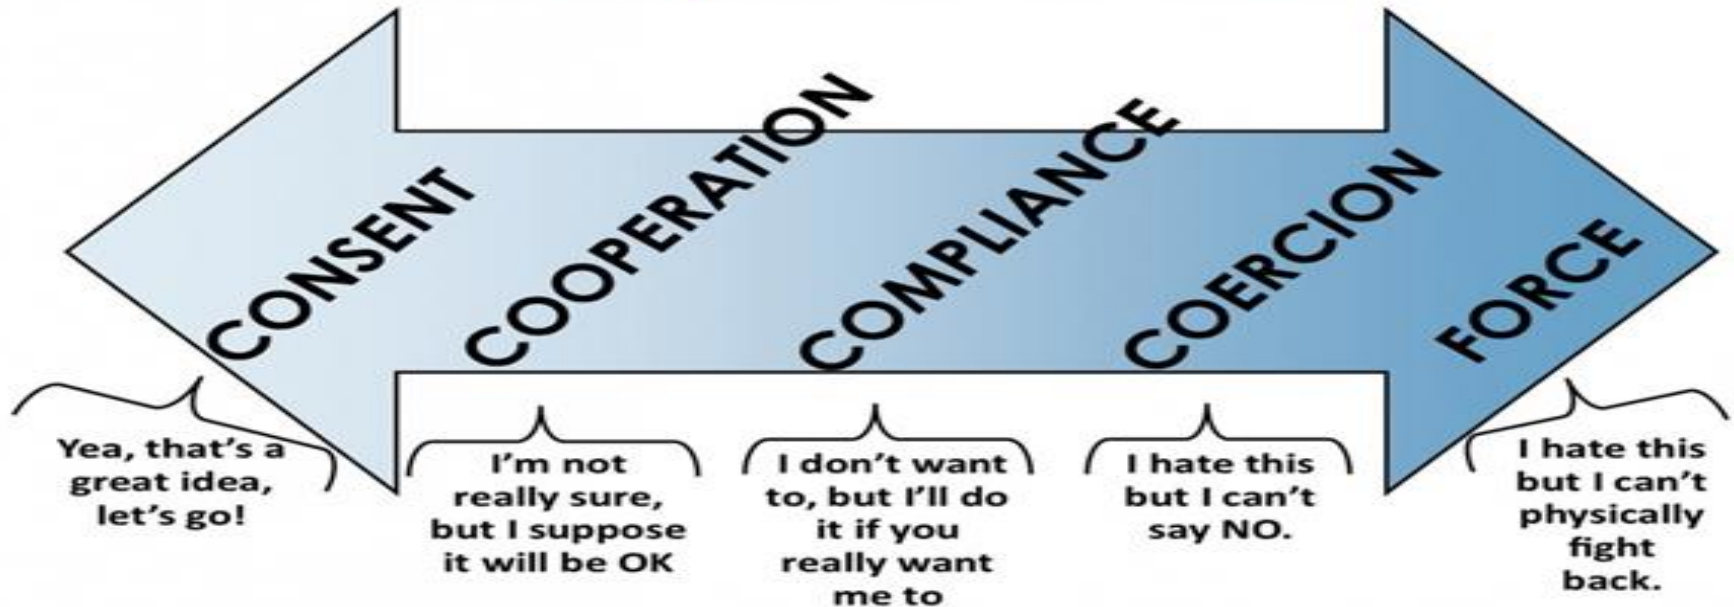 CONSENT
COOPERATION
COMPLIANCE
COERCION
FORCE
Yea, that's a
great idea,
let's go!
I'm not
really sure,
but I suppose
it will be OK
I don't want
to, but I'll do
it if you
really want
me to
I hate this
but I can't
say NO.
I hate this
but I can't
physically
fight
back.